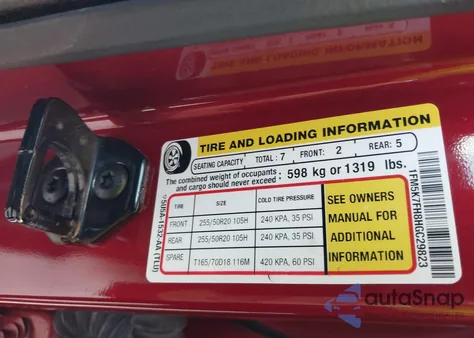 TIRE AND LOADING INFORMATION
SEATING CAPACITY TOTAL : 7 FRONT: 2 REAR: 5
The combined weight of occupants and cargo should never exceed : 598 kg or 1319 lbs.
TIRE SIZE COLD TIRE PRESSURE
FRONT 255/50R20 105H 240 KPA, 35 PSI
REAR 255/50R20 105H 240 KPA, 35 PSI
SPARE T165/70D18 116M 420 KPA, 60 PSI
SEE OWNERS
MANUAL FOR
ADDITIONAL
INFORMATION
autoSnap